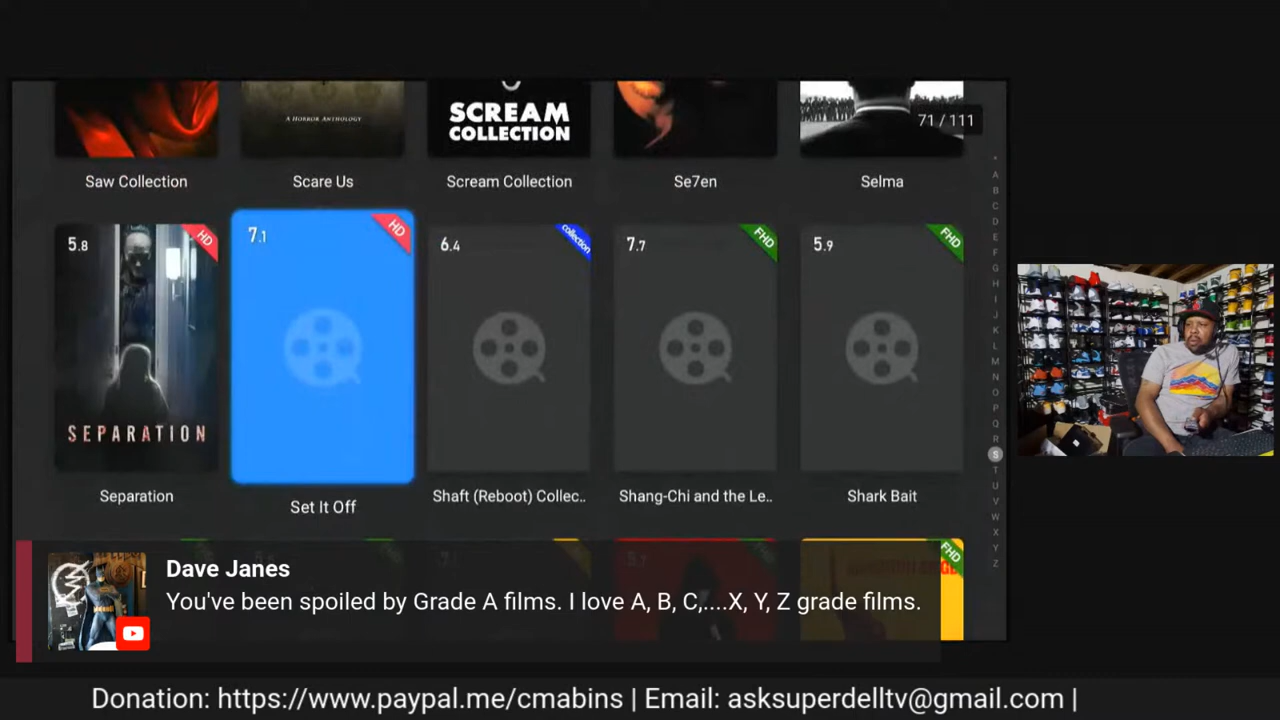 A HORROR ANTHOLOGY
SCREAM
COLLECTION
71 / 111
Saw Collection
Scare Us
Scream Collection
Se7en
Selma
A
B
C
D
E
F
G
H
I
J
K
L
M
N
O
P
Q
R
S
T
U
V
W
X
Y
Z
5.8
HD
7.1
HD
6.4
collection
7.7
FHD
5.9
FHD
SEPARATION
Separation
Set It Off
Shaft (Reboot) Collec..
Shang-Chi and the Le..
Shark Bait
FHD
Dave Janes
You've been spoiled by Grade A films. I love A, B, C,....X, Y, Z grade films.
Donation: https://www.paypal.me/cmabins | Email: asksuperdelltv@gmail.com |